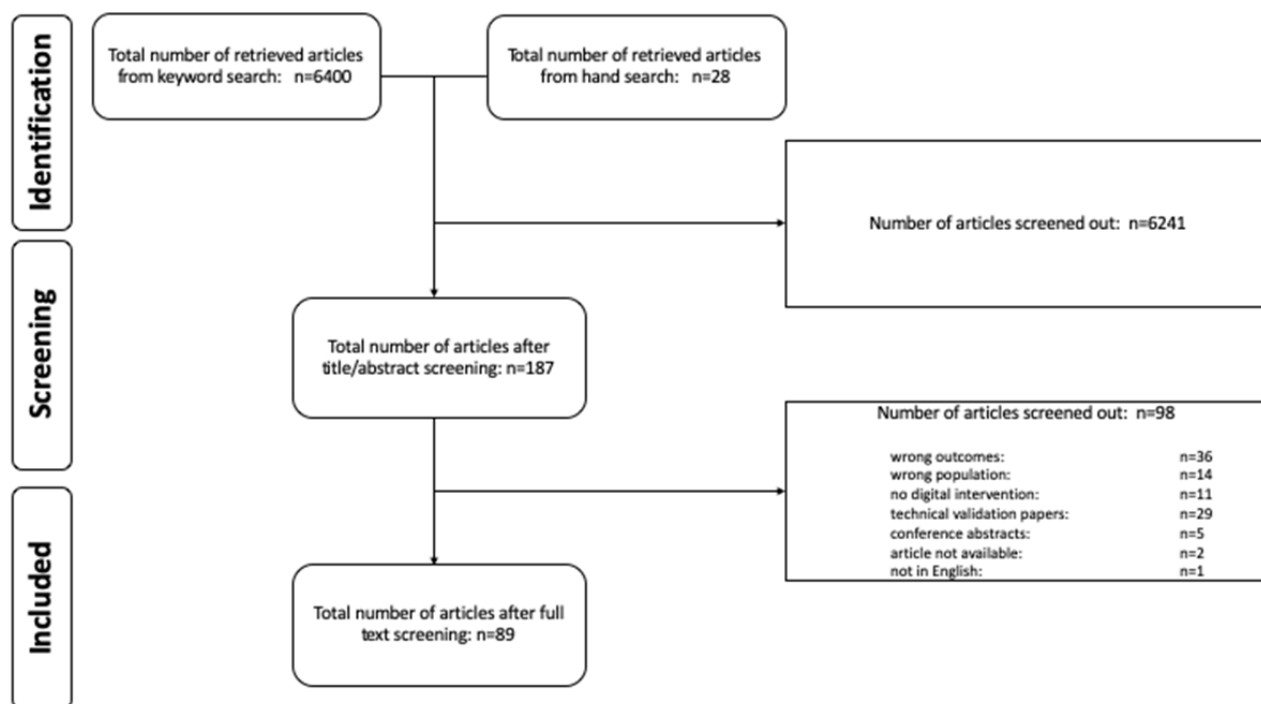 Identification
Total number of retrieved articles
from keyword search: n=6400
Total number of retrieved articles
from hand search: n=28
Number of articles screened out: n=6241
Screening
Total number of articles after
title/abstract screening: n=187
Number of articles screened out: n=98
wrong outcomes: n=36
wrong population: n=14
no digital intervention: n=11
technical validation papers: n=29
conference abstracts: n=5
article not available: n=2
not in English: n=1
Included
Total number of articles after full
text screening: n=89